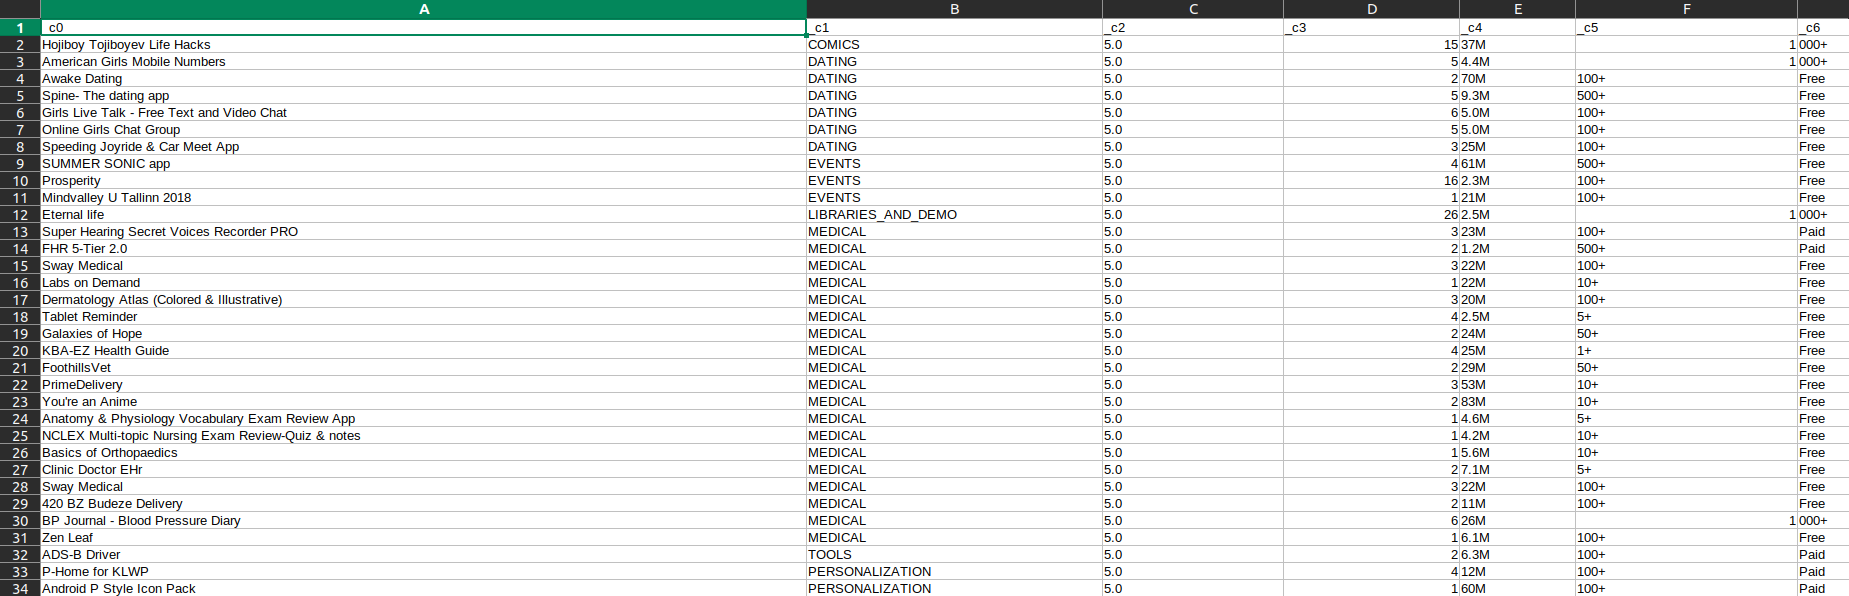 A B C D E F
1 _c0 _c1 _c2 _c3 _c4 _c5 _c6
2 Hojiboy Tojiboyev Life Hacks COMICS 5.0 15 37M 1 000+
3 American Girls Mobile Numbers DATING 5.0 5 4.4M 1 000+
4 Awake Dating DATING 5.0 2 70M 100+ Free
5 Spine- The dating app DATING 5.0 5 9.3M 500+ Free
6 Girls Live Talk - Free Text and Video Chat DATING 5.0 6 5.0M 100+ Free
7 Online Girls Chat Group DATING 5.0 5 5.0M 100+ Free
8 Speeding Joyride & Car Meet App DATING 5.0 3 25M 100+ Free
9 SUMMER SONIC app EVENTS 5.0 4 61M 500+ Free
10 Prosperity EVENTS 5.0 16 2.3M 100+ Free
11 Mindvalley U Tallinn 2018 EVENTS 5.0 1 21M 100+ Free
12 Eternal life LIBRARIES_AND_DEMO 5.0 26 2.5M 1 000+
13 Super Hearing Secret Voices Recorder PRO MEDICAL 5.0 3 23M 100+ Paid
14 FHR 5-Tier 2.0 MEDICAL 5.0 2 1.2M 500+ Paid
15 Sway Medical MEDICAL 5.0 3 22M 100+ Free
16 Labs on Demand MEDICAL 5.0 1 22M 10+ Free
17 Dermatology Atlas (Colored & Illustrative) MEDICAL 5.0 3 20M 100+ Free
18 Tablet Reminder MEDICAL 5.0 4 2.5M 5+ Free
19 Galaxies of Hope MEDICAL 5.0 2 24M 50+ Free
20 KBA-EZ Health Guide MEDICAL 5.0 4 25M 1+ Free
21 FoothillsVet MEDICAL 5.0 2 29M 50+ Free
22 PrimeDelivery MEDICAL 5.0 3 53M 10+ Free
23 You're an Anime MEDICAL 5.0 2 83M 10+ Free
24 Anatomy & Physiology Vocabulary Exam Review App MEDICAL 5.0 1 4.6M 5+ Free
25 NCLEX Multi-topic Nursing Exam Review-Quiz & notes MEDICAL 5.0 1 4.2M 10+ Free
26 Basics of Orthopaedics MEDICAL 5.0 1 5.6M 10+ Free
27 Clinic Doctor EHr MEDICAL 5.0 2 7.1M 5+ Free
28 Sway Medical MEDICAL 5.0 3 22M 100+ Free
29 420 BZ Budeze Delivery MEDICAL 5.0 2 11M 100+ Free
30 BP Journal - Blood Pressure Diary MEDICAL 5.0 6 26M 1 000+
31 Zen Leaf MEDICAL 5.0 1 6.1M 100+ Free
32 ADS-B Driver TOOLS 5.0 2 6.3M 100+ Paid
33 P-Home for KLWP PERSONALIZATION 5.0 4 12M 100+ Paid
34 Android P Style Icon Pack PERSONALIZATION 5.0 1 60M 100+ Paid